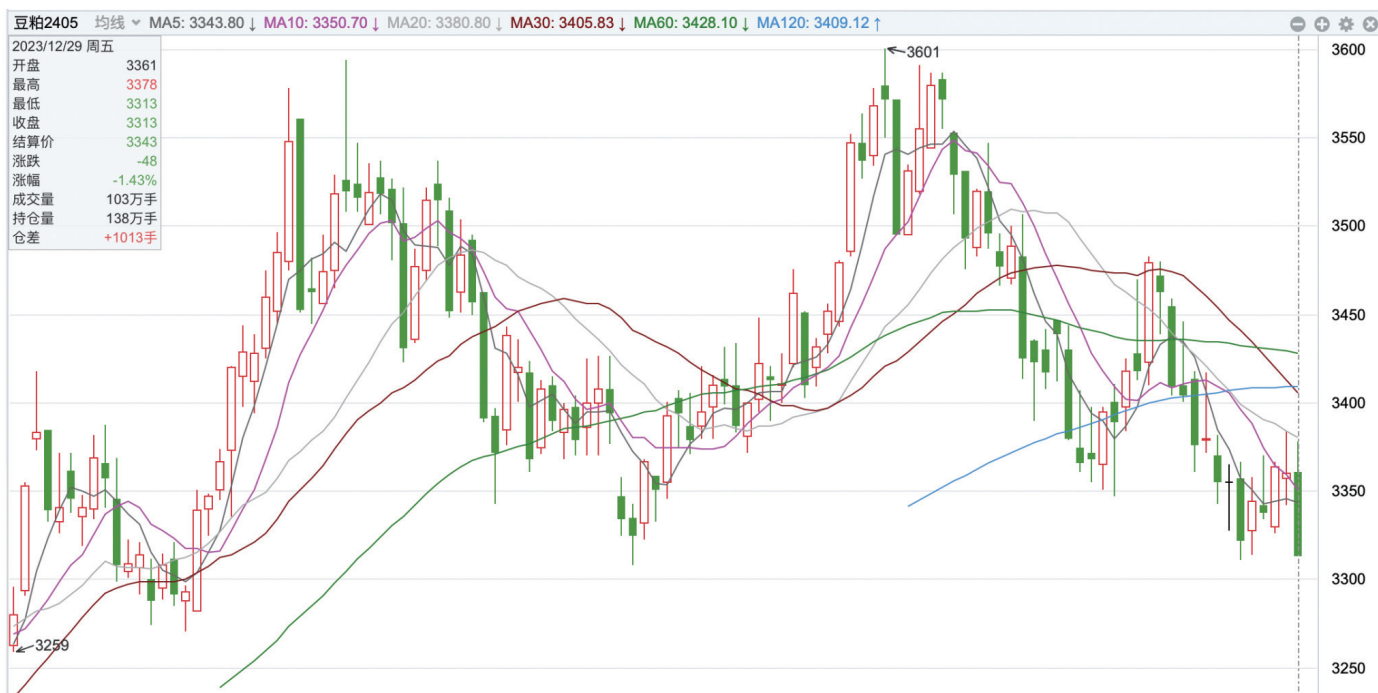 豆粕2405 均线 MA5: 3343.80↓ MA10: 3350.70↓ MA20: 3380.80↓ MA30: 3405.83↓ MA60: 3428.10↓ MA120: 3409.12↑
2023/12/29 周五
开盘 3361
最高 3378
最低 3313
收盘 3313
结算价 3343
涨跌 -48
涨幅 -1.43%
成交量 103万手
持仓量 138万手
仓差 +1013手
3601
3259
3600
3550
3500
3450
3400
3350
3300
3250